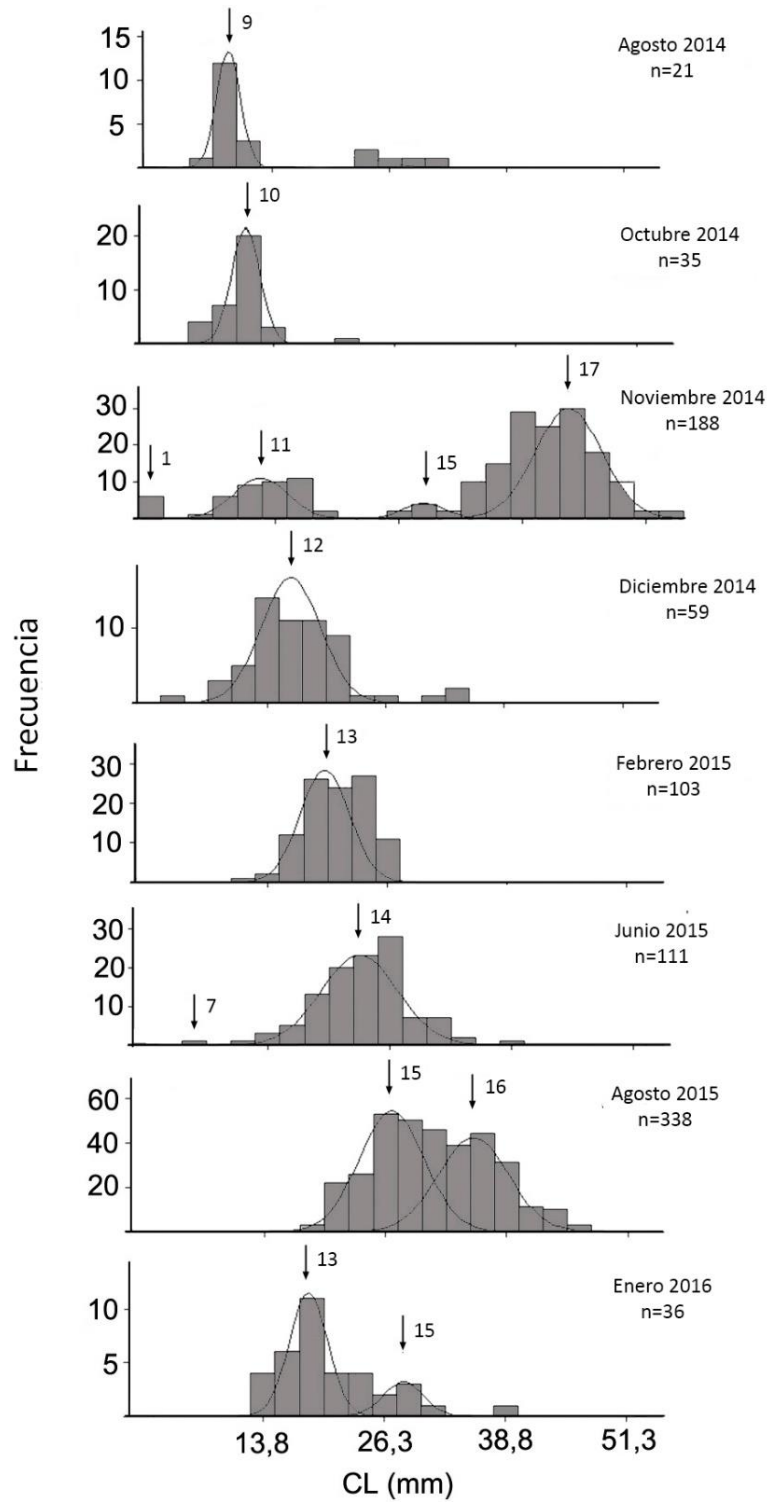 9
Agosto 2014
n=21
15
10
5
10
Octubre 2014
n=35
20
10
17
Noviembre 2014
n=188
30
20
10
1
11
15
12
Diciembre 2014
n=59
10
Frecuencia
13
Febrero 2015
n=103
30
20
10
14
Junio 2015
n=111
30
20
10
7
15
16
Agosto 2015
n=338
60
40
20
13
Enero 2016
n=36
10
5
15
13,8 26,3 38,8 51,3
CL (mm)